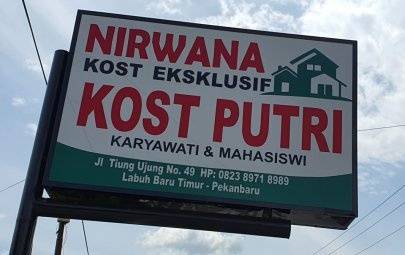 NIRWANA
KOST EKSKLUSIF
KOST PUTRI
KARYAWATI & MAHASISWI
Jl Tiung Ujung No. 49 HP: 0823 8971 8989
Labuh Baru Timur - Pekanbaru